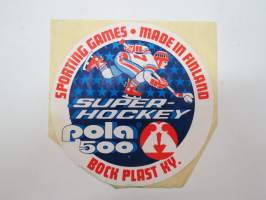 SPORTING GAMES • MADE IN FINLAND
SUPER-
HOCKEY
pola
500
BOCK PLAST KY.